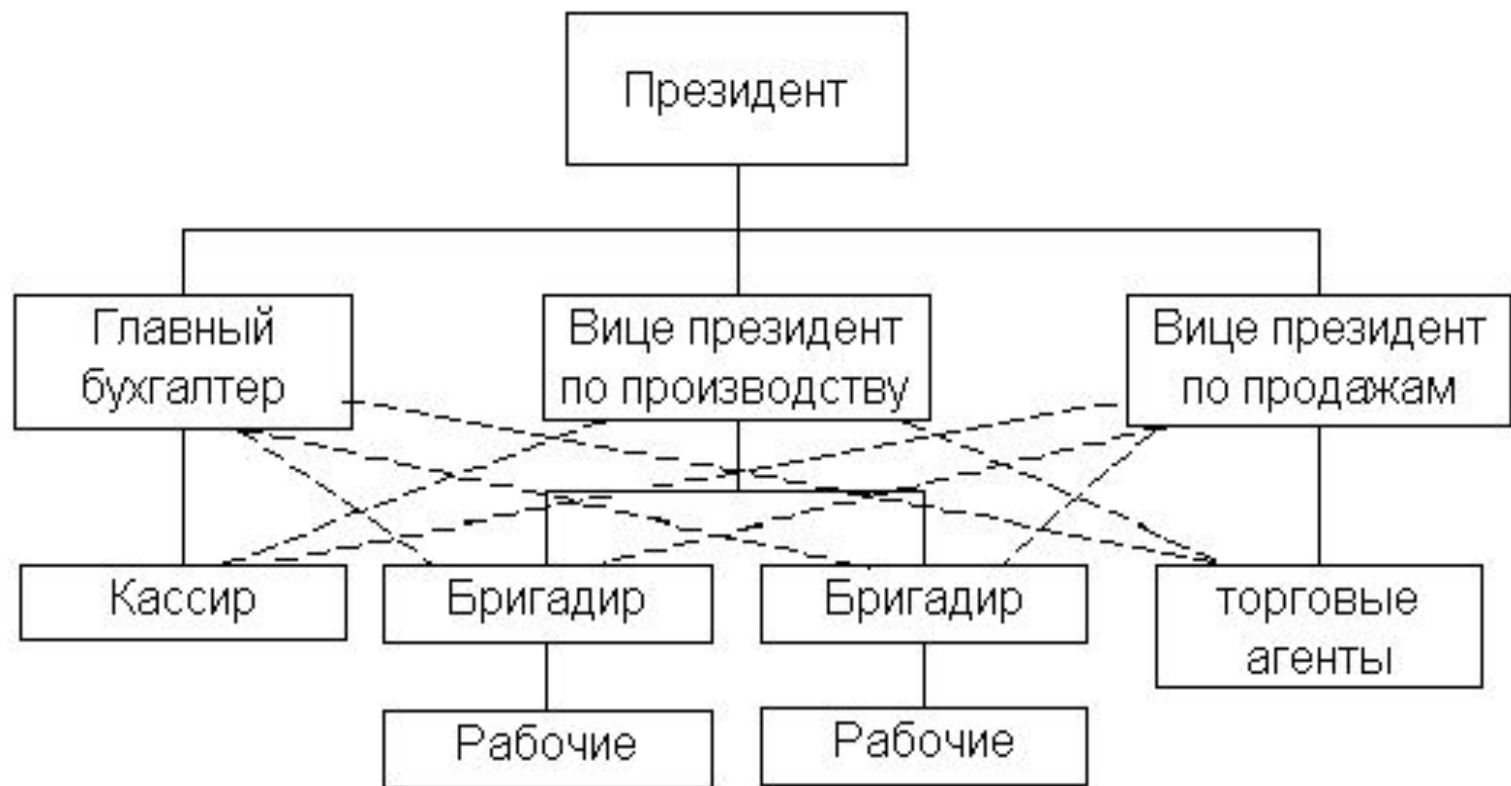 Президент
Главный
бухгалтер
Вице президент
по производству
Вице президент
по продажам
Кассир
Бригадир
Бригадир
торговые
агенты
Рабочие
Рабочие